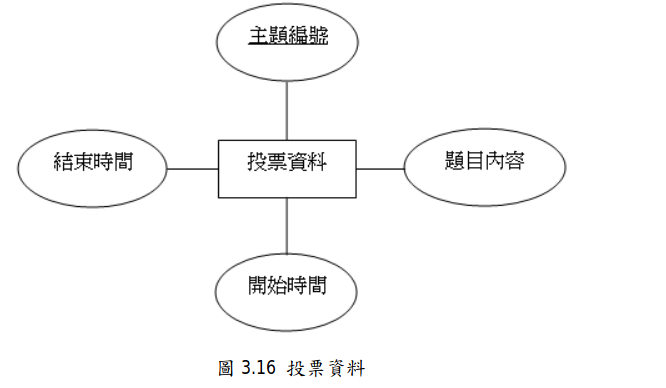 主題編號
結束時間
投票資料
題目內容
開始時間
圖 3.16 投票資料